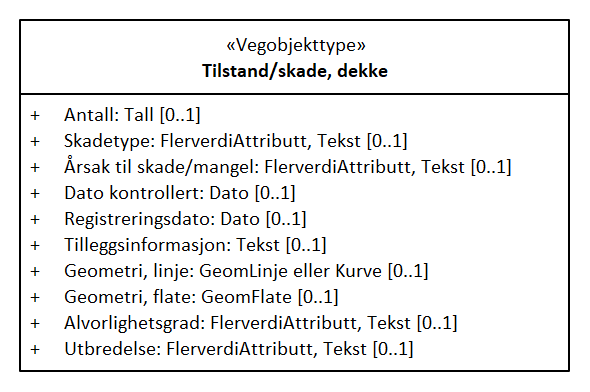 «Vegobjekttype»
Tilstand/skade, dekke
+ Antall: Tall [0..1]
+ Skadetype: FlerverdiAttributt, Tekst [0..1]
+ Årsak til skade/mangel: FlerverdiAttributt, Tekst [0..1]
+ Dato kontrollert: Dato [0..1]
+ Registreringsdato: Dato [0..1]
+ Tilleggsinformasjon: Tekst [0..1]
+ Geometri, linje: GeomLinje eller Kurve [0..1]
+ Geometri, flate: GeomFlate [0..1]
+ Alvorlighetsgrad: FlerverdiAttributt, Tekst [0..1]
+ Utbredelse: FlerverdiAttributt, Tekst [0..1]